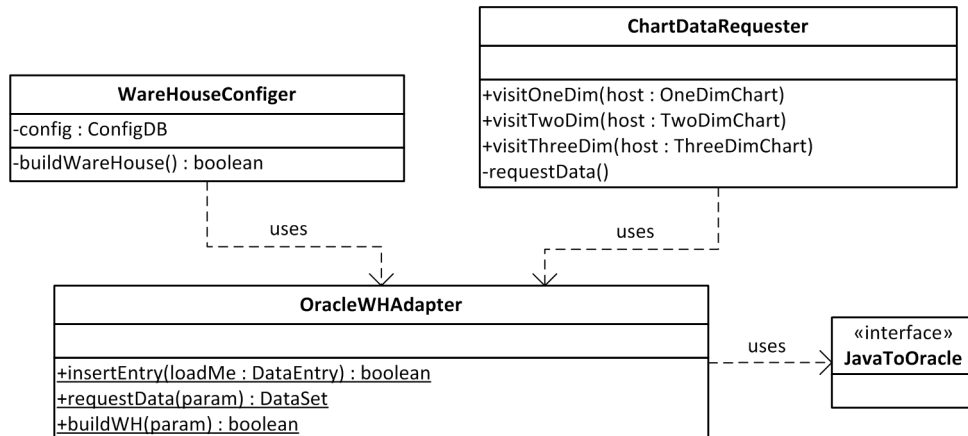 ChartDataRequester
+visitOneDim(host : OneDimChart)
+visitTwoDim(host : TwoDimChart)
+visitThreeDim(host : ThreeDimChart)
-requestData()
WareHouseConfiger
-config : ConfigDB
-buildWareHouse() : boolean
uses
uses
OracleWHAdapter
+insertEntry(loadMe : DataEntry) : boolean
+requestData(param) : DataSet
+buildWH(param) : boolean
uses
«interface»
JavaToOracle